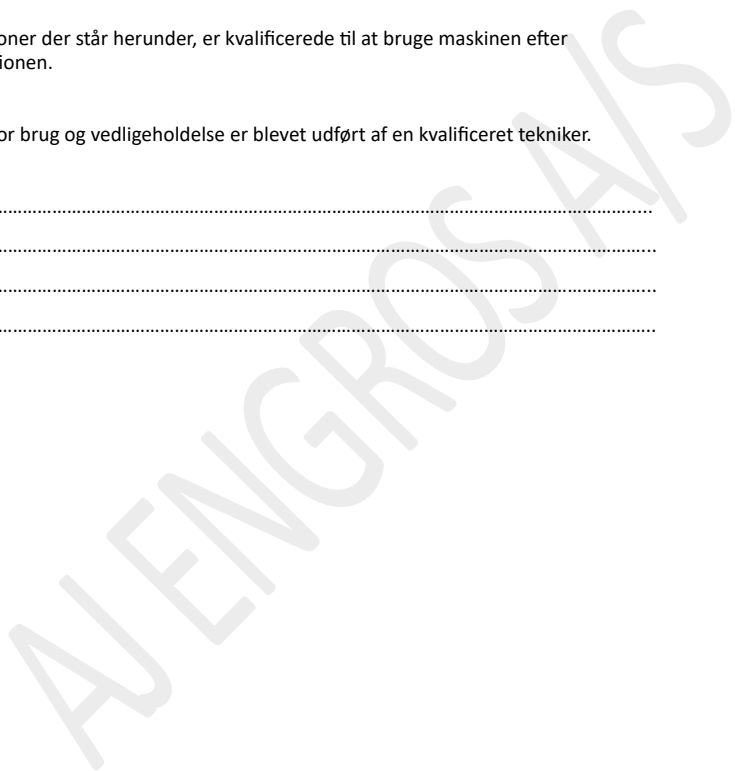 oner der står herunder, er kvalificerede til at bruge maskinen efter
ionen.
or brug og vedligeholdelse er blevet udført af en kvalificeret tekniker.
AJ ENGROS A/S